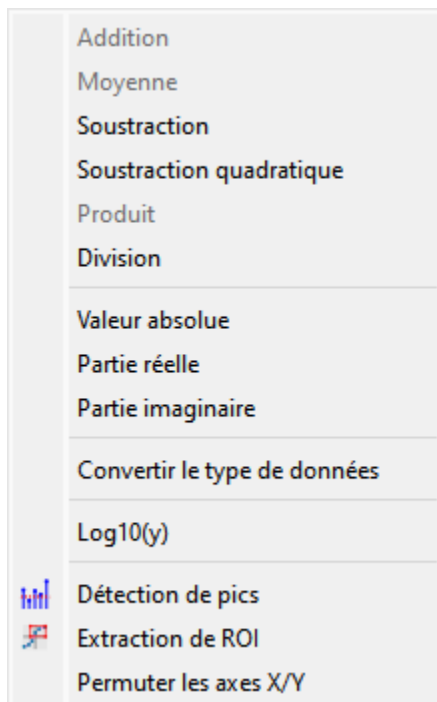 Addition
Moyenne
Soustraction
Soustraction quadratique
Produit
Division
Valeur absolue
Partie réelle
Partie imaginaire
Convertir le type de données
Log10(y)
Détection de pics
Extraction de ROI
Permuter les axes X/Y